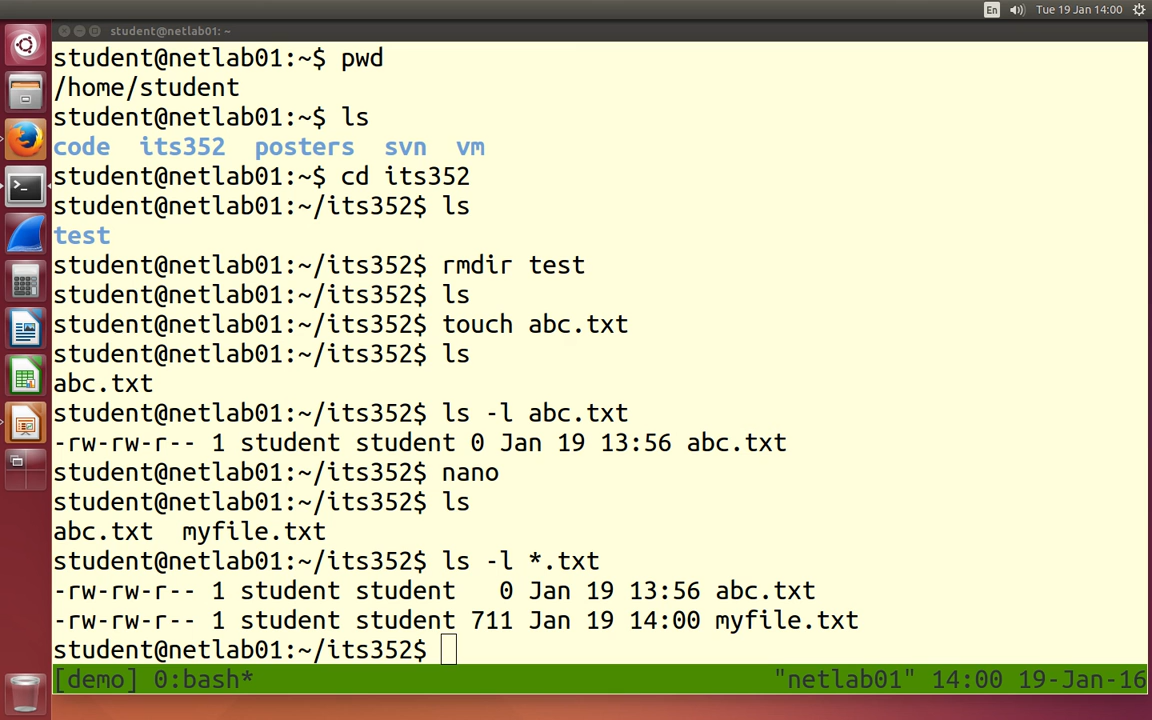 En Tue 19 Jan 14:00
student@netlab01: ~
student@netlab01:~$ pwd
/home/student
student@netlab01:~$ ls
code  its352  posters  svn  vm
student@netlab01:~$ cd its352
student@netlab01:~/its352$ ls
test
student@netlab01:~/its352$ rmdir test
student@netlab01:~/its352$ ls
student@netlab01:~/its352$ touch abc.txt
student@netlab01:~/its352$ ls
abc.txt
student@netlab01:~/its352$ ls -l abc.txt
-rw-rw-r-- 1 student student 0 Jan 19 13:56 abc.txt
student@netlab01:~/its352$ nano
student@netlab01:~/its352$ ls
abc.txt  myfile.txt
student@netlab01:~/its352$ ls -l *.txt
-rw-rw-r-- 1 student student   0 Jan 19 13:56 abc.txt
-rw-rw-r-- 1 student student 711 Jan 19 14:00 myfile.txt
student@netlab01:~/its352$
[demo] 0:bash* "netlab01" 14:00 19-Jan-16